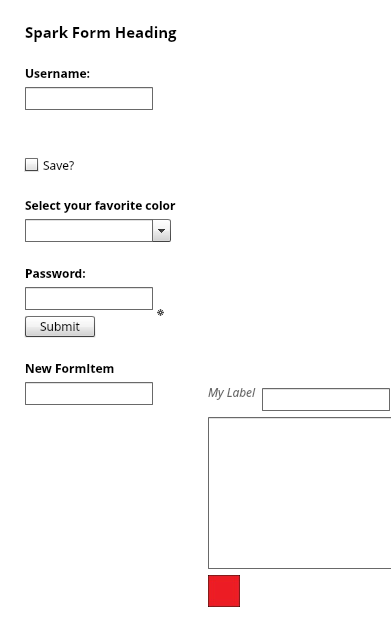 Spark Form Heading
Username:
Save?
Select your favorite color
Password:
Submit
New FormItem
My Label